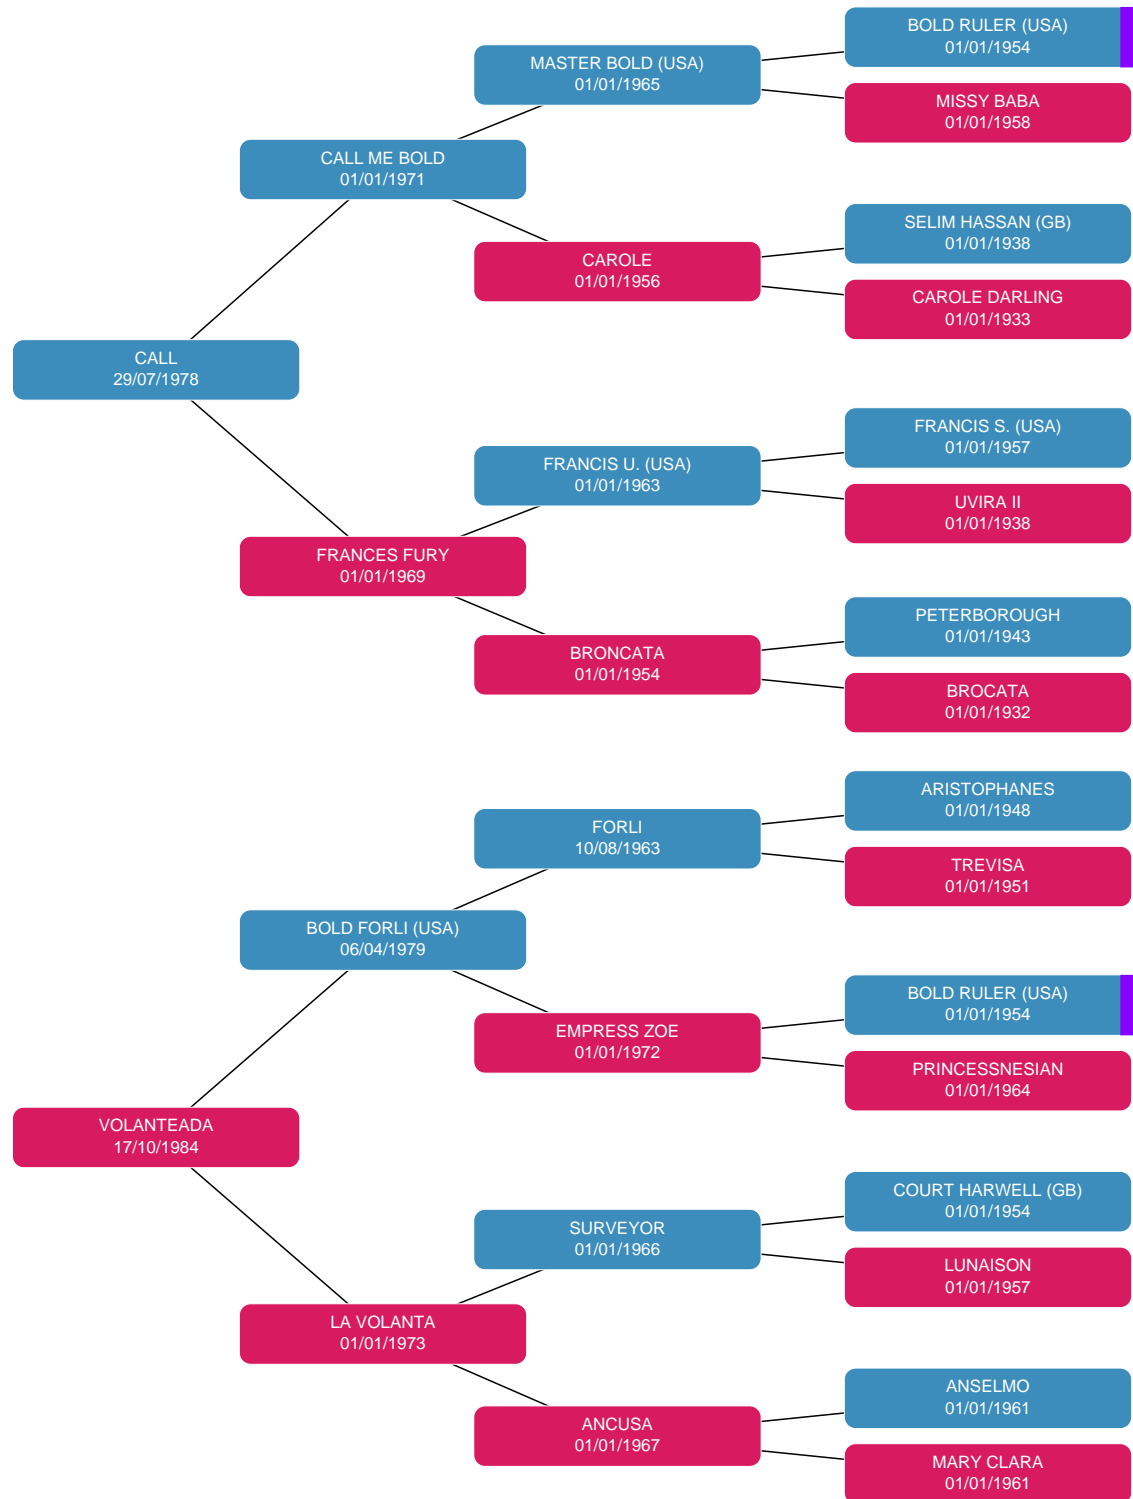 BOLD RULER (USA)
01/01/1954
MASTER BOLD (USA)
01/01/1965
MISSY BABA
01/01/1958
CALL ME BOLD
01/01/1971
SELIM HASSAN (GB)
01/01/1938
CAROLE
01/01/1956
CAROLE DARLING
01/01/1933
CALL
29/07/1978
FRANCIS S. (USA)
01/01/1957
FRANCIS U. (USA)
01/01/1963
UVIRA II
01/01/1938
FRANCES FURY
01/01/1969
PETERBOROUGH
01/01/1943
BRONCATA
01/01/1954
BROCATA
01/01/1932
ARISTOPHANES
01/01/1948
FORLI
10/08/1963
TREVISA
01/01/1951
BOLD FORLI (USA)
06/04/1979
BOLD RULER (USA)
01/01/1954
EMPRESS ZOE
01/01/1972
PRINCESSNESIAN
01/01/1964
VOLANTEADA
17/10/1984
COURT HARWELL (GB)
01/01/1954
SURVEYOR
01/01/1966
LUNAISON
01/01/1957
LA VOLANTA
01/01/1973
ANSELMO
01/01/1961
ANCUSA
01/01/1967
MARY CLARA
01/01/1961